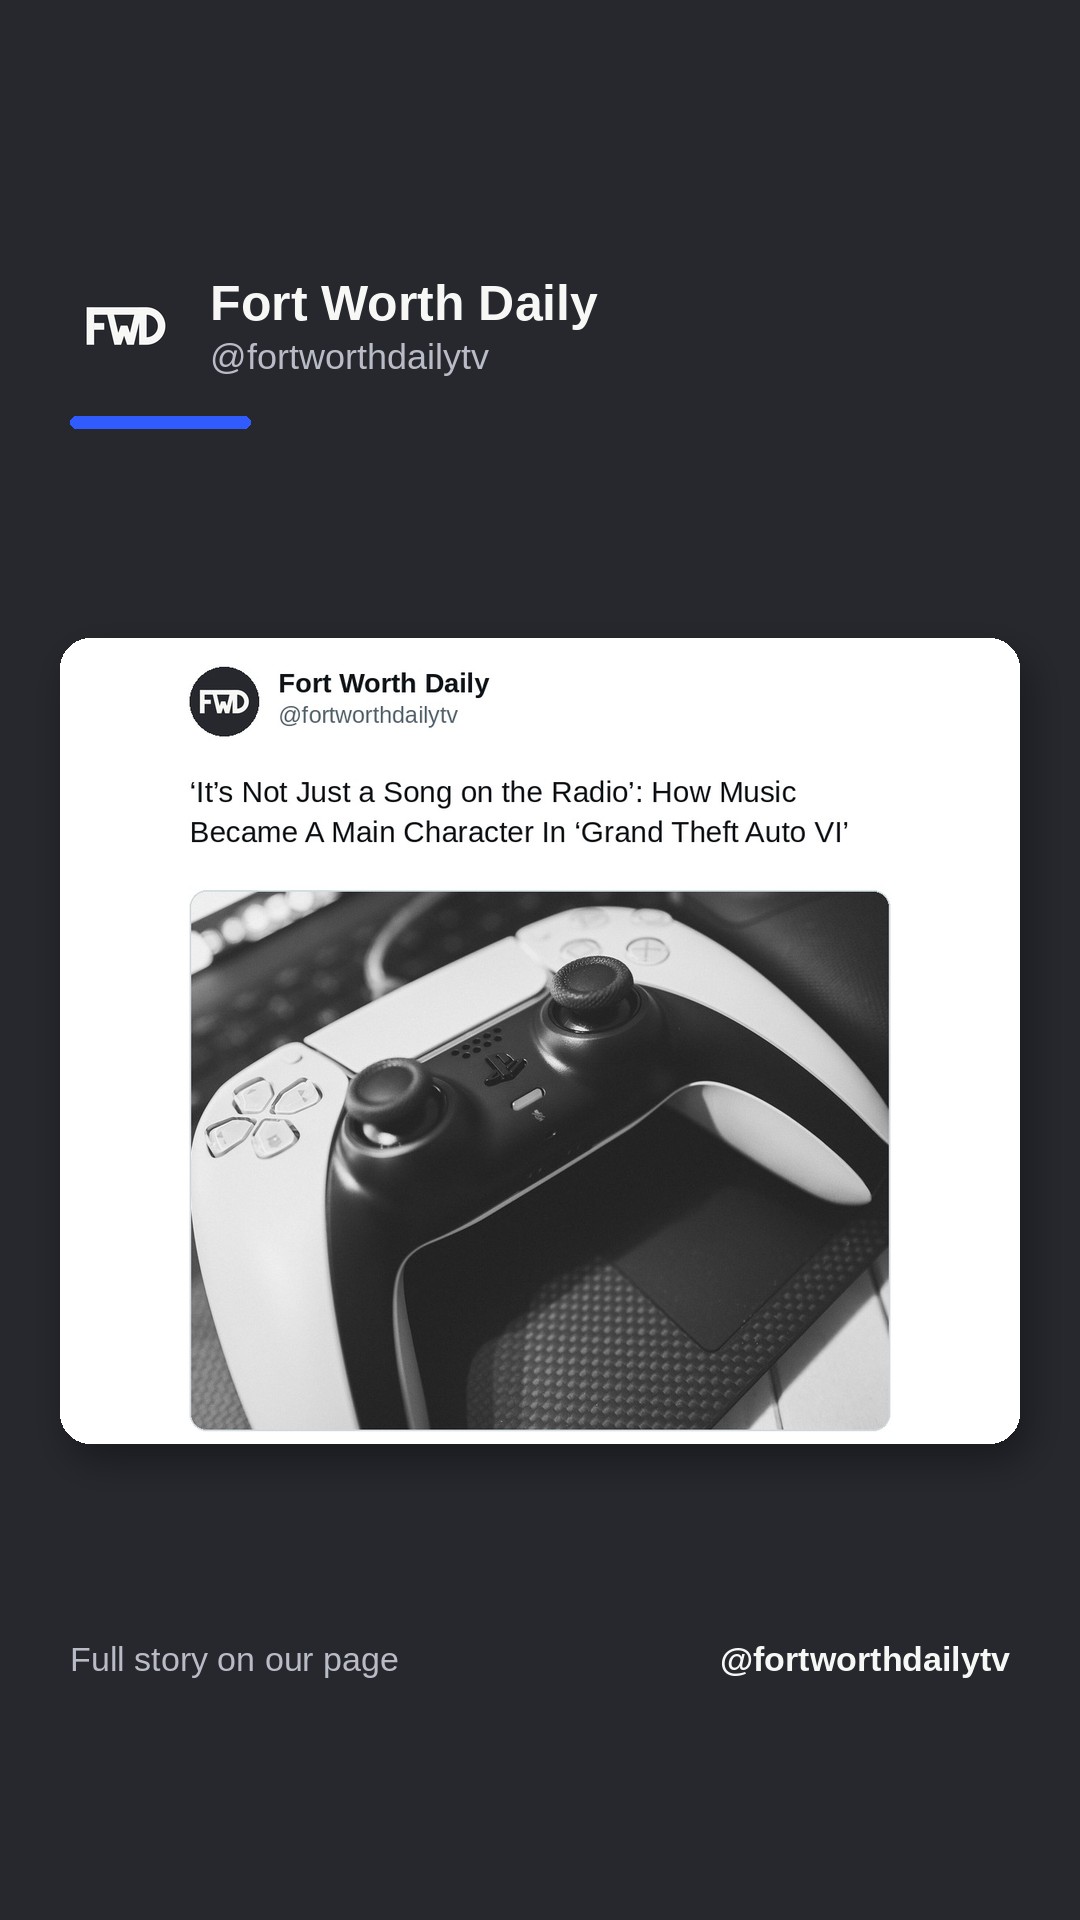 FWD
Fort Worth Daily
@fortworthdailytv
FWD
Fort Worth Daily
@fortworthdailytv
‘It’s Not Just a Song on the Radio’: How Music
Became A Main Character In ‘Grand Theft Auto VI’
Full story on our page
@fortworthdailytv